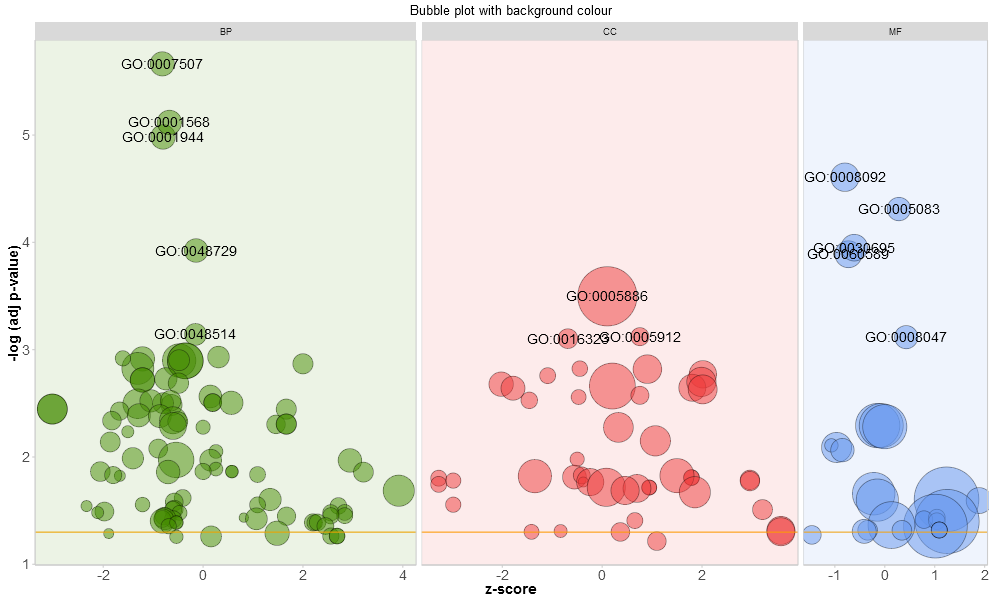 Bubble plot with background colour
BP
CC
MF
GO:0007507
GO:0001568
GO:0001944
GO:0048729
GO:0048514
GO:0005886
GO:0016323
GO:0005912
GO:0008092
GO:0005083
GO:0030695
GO:0060589
GO:0008047
-log (adj p-value)
5
4
3
2
1
-2
0
2
4
-2
0
2
-1
0
1
2
z-score